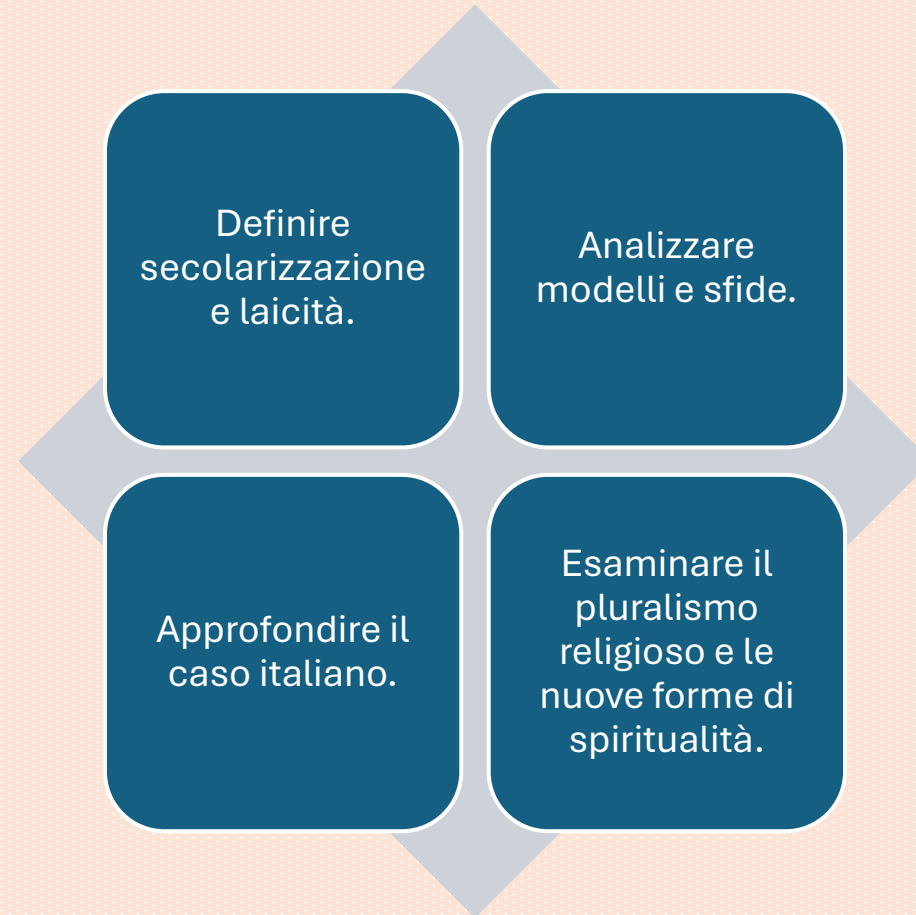 Definire
secolarizzazione
e laicità.
Analizzare
modelli e sfide.
Approfondire il
caso italiano.
Esaminare il
pluralismo
religioso e le
nuove forme di
spiritualità.